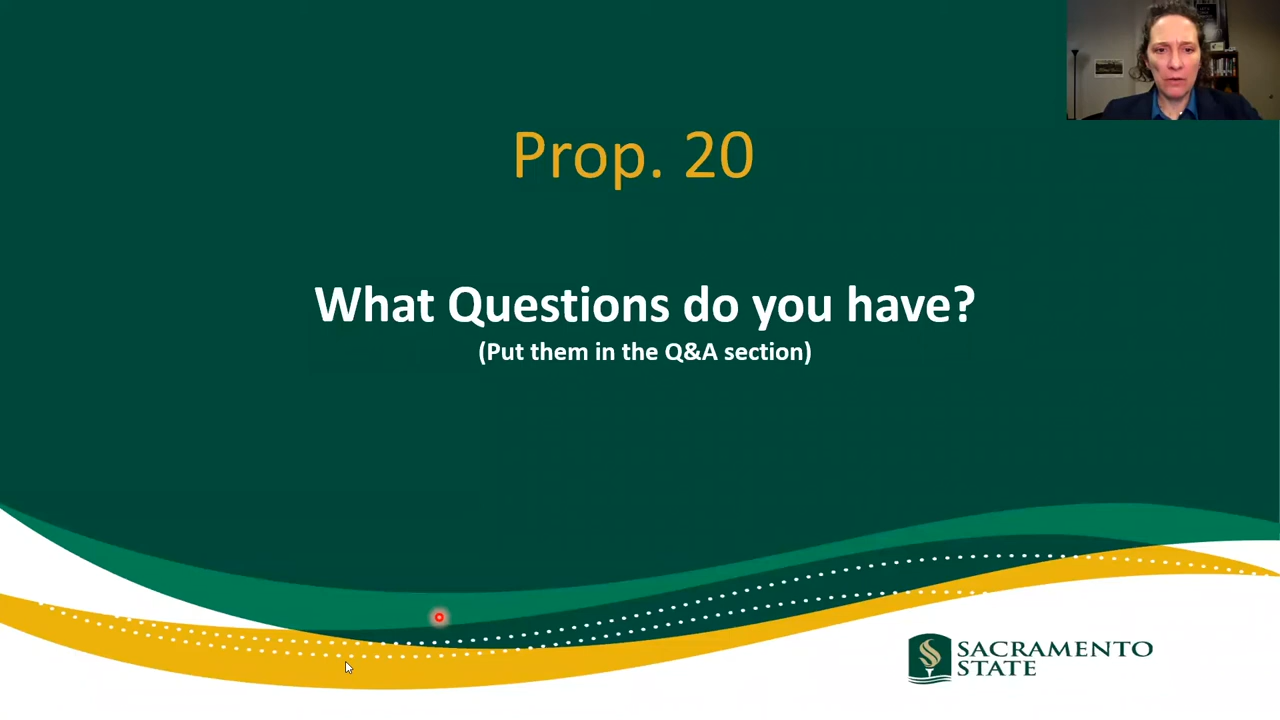 Prop. 20
What Questions do you have?
(Put them in the Q&A section)
SACRAMENTO
STATE